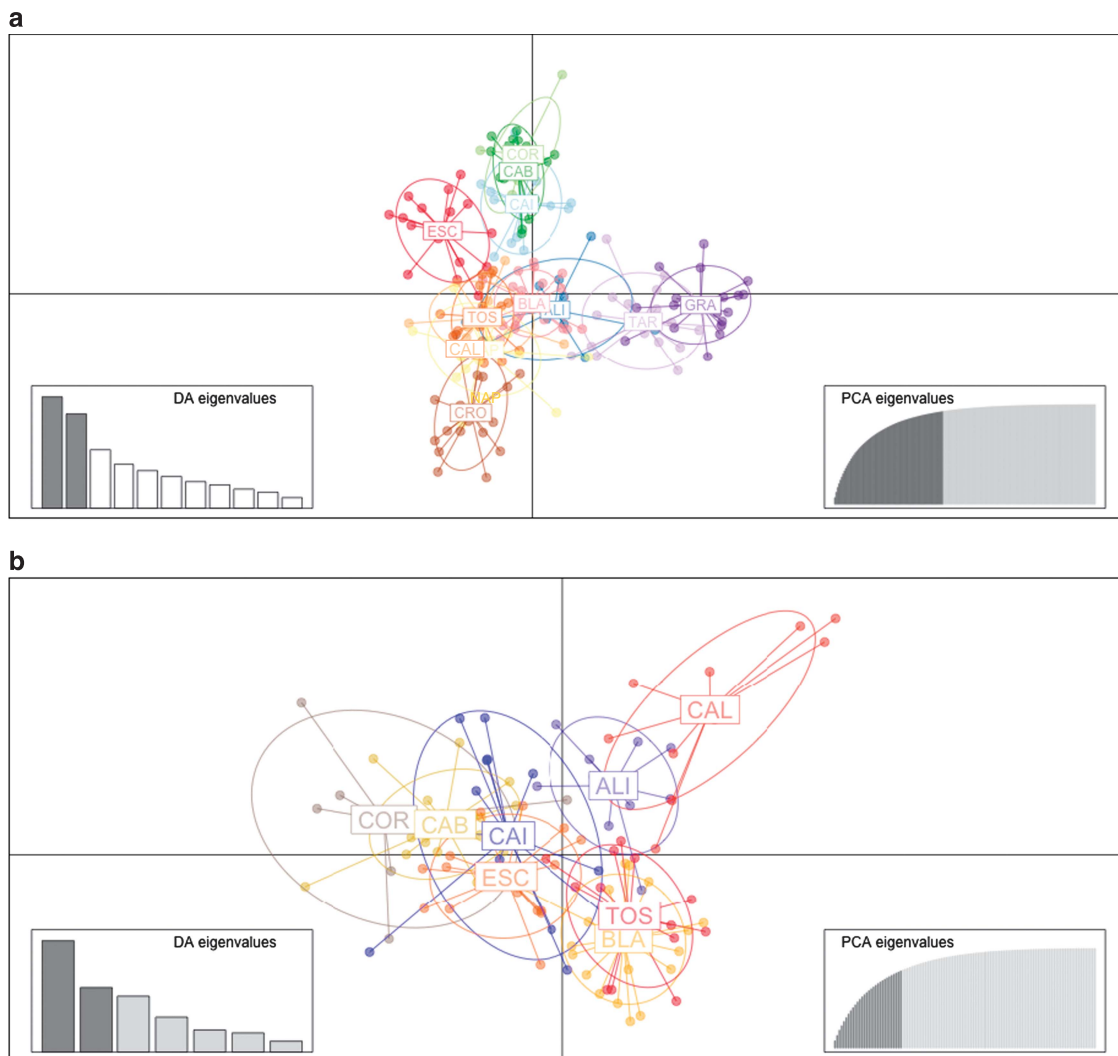 a
COR
CAB
CAI
ESC
BLA
ALI
TOS
TAR
GRA
CAL
NAP
CRO
DA eigenvalues
PCA eigenvalues
b
CAL
ALI
COR
CAB
CAI
ESC
TOS
BLA
DA eigenvalues
PCA eigenvalues